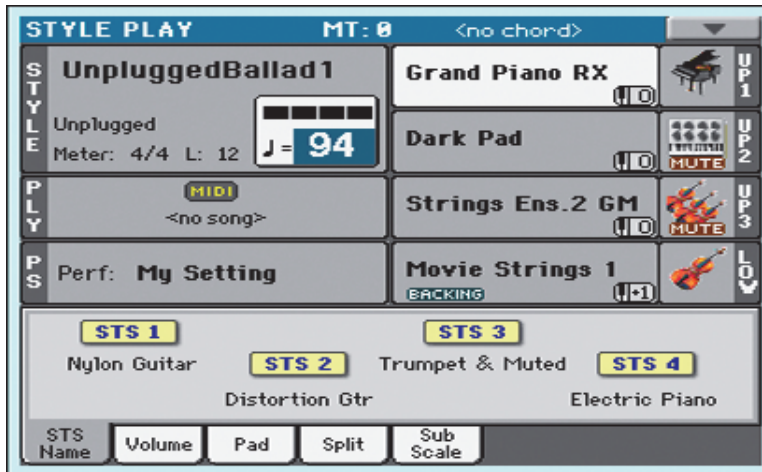 STYLE PLAY MT: 0 <no chord>
STYLE
UnpluggedBallad1
Unplugged
Meter: 4/4 L: 12
♩= 94
Grand Piano RX
0
UP1
Dark Pad
0
MUTE
UP2
PLY
MIDI
<no song>
Strings Ens.2 GM
0
MUTE
UP3
PS
Perf: My Setting
Movie Strings 1
BACKING
+1
LOW
STS 1 STS 3
Nylon Guitar STS 2 Trumpet & Muted STS 4
Distortion Gtr Electric Piano
STS Name
Volume
Pad
Split
Sub Scale